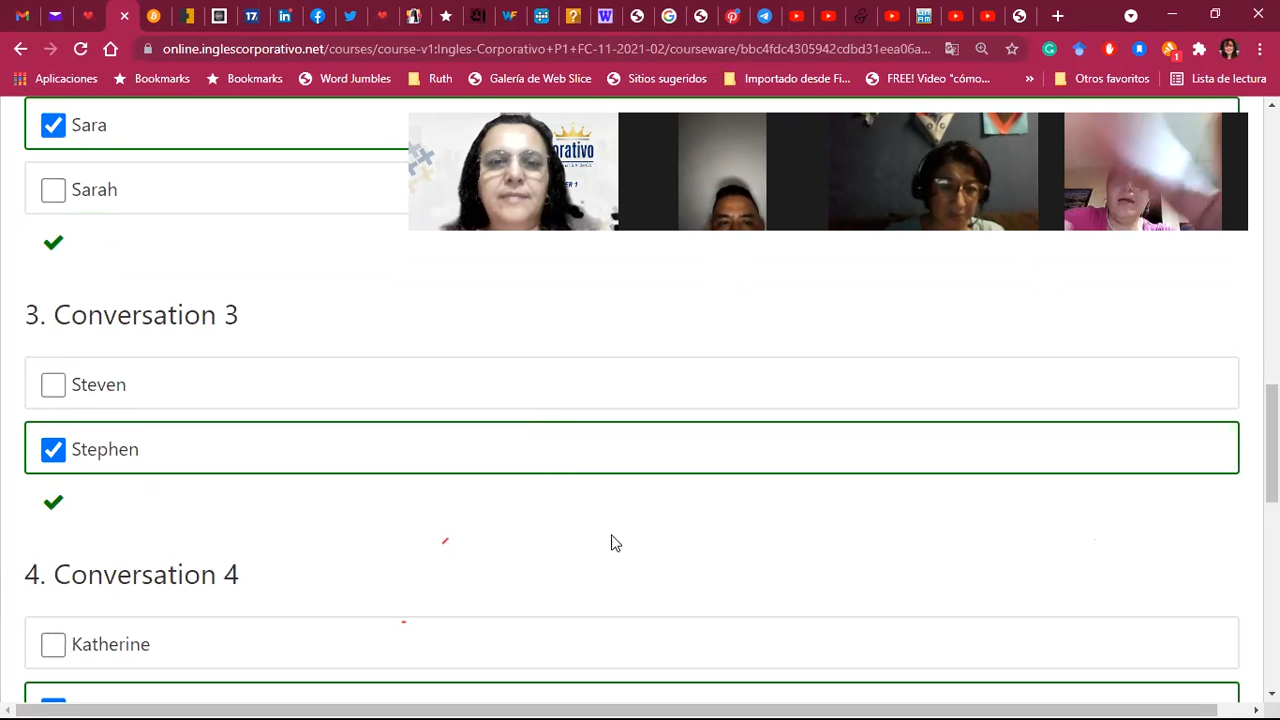 online.inglescorporativo.net/courses/course-v1:Ingles-Corporativo+P1+FC-11-2021-02/courseware/bbc4fdc4305942cdbd31eea06a...
Aplicaciones Bookmarks Bookmarks Word Jumbles Ruth Galería de Web Slice Sitios sugeridos Importado desde Fi... FREE! Video "cómo... » Otros favoritos Lista de lectura
Sara
Sarah
3. Conversation 3
Steven
Stephen
4. Conversation 4
Katherine